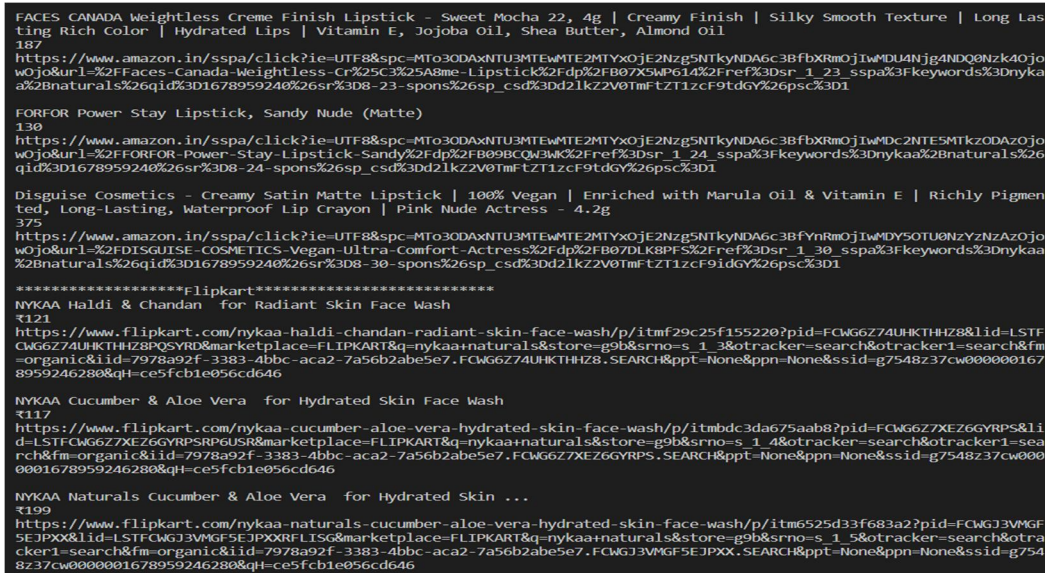 FACES CANADA Weightless Creme Finish Lipstick - Sweet Mocha 22, 4g | Creamy Finish | Silky Smooth Texture | Long Las
ting Rich Color | Hydrated Lips | Vitamin E, Jojoba Oil, Shea Butter, Almond Oil
187
https://www.amazon.in/sspa/click?ie=UTF8&spc=MTo3ODAxNTU3MTEwMTE2MTYxOjE2Nzg5NTkyNDA6c3BfbXRmOjIwMDU4Njg4NDQ0Nzk4Ojo
wOjo&url=%2FFaces-Canada-Weightless-Cr%25C3%25A8me-Lipstick%2Fdp%2FB07X5WP614%2Fref%3Dsr_1_23_sspa%3Fkeywords%3Dnyka
a%2Bnaturals%26qid%3D1678959240%26sr%3D8-23-spons%26sp_csd%3Dd2lkZ2V0TmFtZT1zcF9tdGY%26psc%3D1
FORFOR Power Stay Lipstick, Sandy Nude (Matte)
130
https://www.amazon.in/sspa/click?ie=UTF8&spc=MTo3ODAxNTU3MTEwMTE2MTYxOjE2Nzg5NTkyNDA6c3BfbXRmOjIwMDc2NTE5MTkzODAzOjo
wOjo&url=%2FFORFOR-Power-Stay-Lipstick-Sandy%2Fdp%2FB09BCQW3WK%2Fref%3Dsr_1_24_sspa%3Fkeywords%3Dnykaa%2Bnaturals%26
qid%3D1678959240%26sr%3D8-24-spons%26sp_csd%3Dd2lkZ2V0TmFtZT1zcF9tdGY%26psc%3D1
Disguise Cosmetics - Creamy Satin Matte Lipstick | 100% Vegan | Enriched with Marula Oil & Vitamin E | Richly Pigmen
ted, Long-Lasting, Waterproof Lip Crayon | Pink Nude Actress - 4.2g
375
https://www.amazon.in/sspa/click?ie=UTF8&spc=MTo3ODAxNTU3MTEwMTE2MTYxOjE2Nzg5NTkyNDA6c3BfYnRmOjIwMDY5OTU0NzYzNzAzOjo
wOjo&url=%2FDISGUISE-COSMETICS-Vegan-Ultra-Comfort-Actress%2Fdp%2FB07DLK8PFS%2Fref%3Dsr_1_30_sspa%3Fkeywords%3Dnykaa
%2Bnaturals%26qid%3D1678959240%26sr%3D8-30-spons%26sp_csd%3Dd2lkZ2V0TmFtZT1zcF9idGY%26psc%3D1
*******************Flipkart***************************
NYKAA Haldi & Chandan  for Radiant Skin Face Wash
₹121
https://www.flipkart.com/nykaa-haldi-chandan-radiant-skin-face-wash/p/itmf29c25f155220?pid=FCWG6Z74UHKTHHZ8&lid=LSTF
CWG6Z74UHKTHHZ8PQSYRD&marketplace=FLIPKART&q=nykaa+naturals&store=g9b&srno=s_1_3&otracker=search&otracker1=search&fm
=organic&iid=7978a92f-3383-4bbc-aca2-7a56b2abe5e7.FCWG6Z74UHKTHHZ8.SEARCH&ppt=None&ppn=None&ssid=g7548z37cw000000167
8959246280&qH=ce5fcb1e056cd646
NYKAA Cucumber & Aloe Vera  for Hydrated Skin Face Wash
₹117
https://www.flipkart.com/nykaa-cucumber-aloe-vera-hydrated-skin-face-wash/p/itmbdc3da675aab8?pid=FCWG6Z7XEZ6GYRPS&li
d=LSTFCWG6Z7XEZ6GYRPSRP6USR&marketplace=FLIPKART&q=nykaa+naturals&store=g9b&srno=s_1_4&otracker=search&otracker1=sea
rch&fm=organic&iid=7978a92f-3383-4bbc-aca2-7a56b2abe5e7.FCWG6Z7XEZ6GYRPS.SEARCH&ppt=None&ppn=None&ssid=g7548z37cw000
0001678959246280&qH=ce5fcb1e056cd646
NYKAA Naturals Cucumber & Aloe Vera  for Hydrated Skin ...
₹199
https://www.flipkart.com/nykaa-naturals-cucumber-aloe-vera-hydrated-skin-face-wash/p/itm6525d33f683a2?pid=FCWGJ3VMGF
5EJPXX&lid=LSTFCWGJ3VMGF5EJPXXRFLISG&marketplace=FLIPKART&q=nykaa+naturals&store=g9b&srno=s_1_5&otracker=search&otra
cker1=search&fm=organic&iid=7978a92f-3383-4bbc-aca2-7a56b2abe5e7.FCWGJ3VMGF5EJPXX.SEARCH&ppt=None&ppn=None&ssid=g754
8z37cw0000001678959246280&qH=ce5fcb1e056cd646